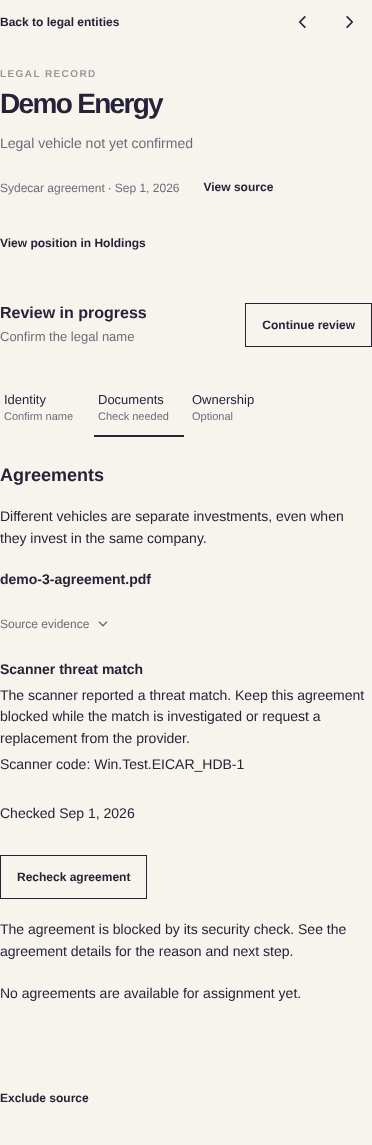 Back to legal entities
LEGAL RECORD
Demo Energy
Legal vehicle not yet confirmed
Sydecar agreement · Sep 1, 2026 View source
View position in Holdings
Review in progress
Confirm the legal name
Continue review
Identity Documents Ownership
Confirm name Check needed Optional
Agreements
Different vehicles are separate investments, even when
they invest in the same company.
demo-3-agreement.pdf
Source evidence
Scanner threat match
The scanner reported a threat match. Keep this agreement
blocked while the match is investigated or request a
replacement from the provider.
Scanner code: Win.Test.EICAR_HDB-1
Checked Sep 1, 2026
Recheck agreement
The agreement is blocked by its security check. See the
agreement details for the reason and next step.
No agreements are available for assignment yet.
Exclude source